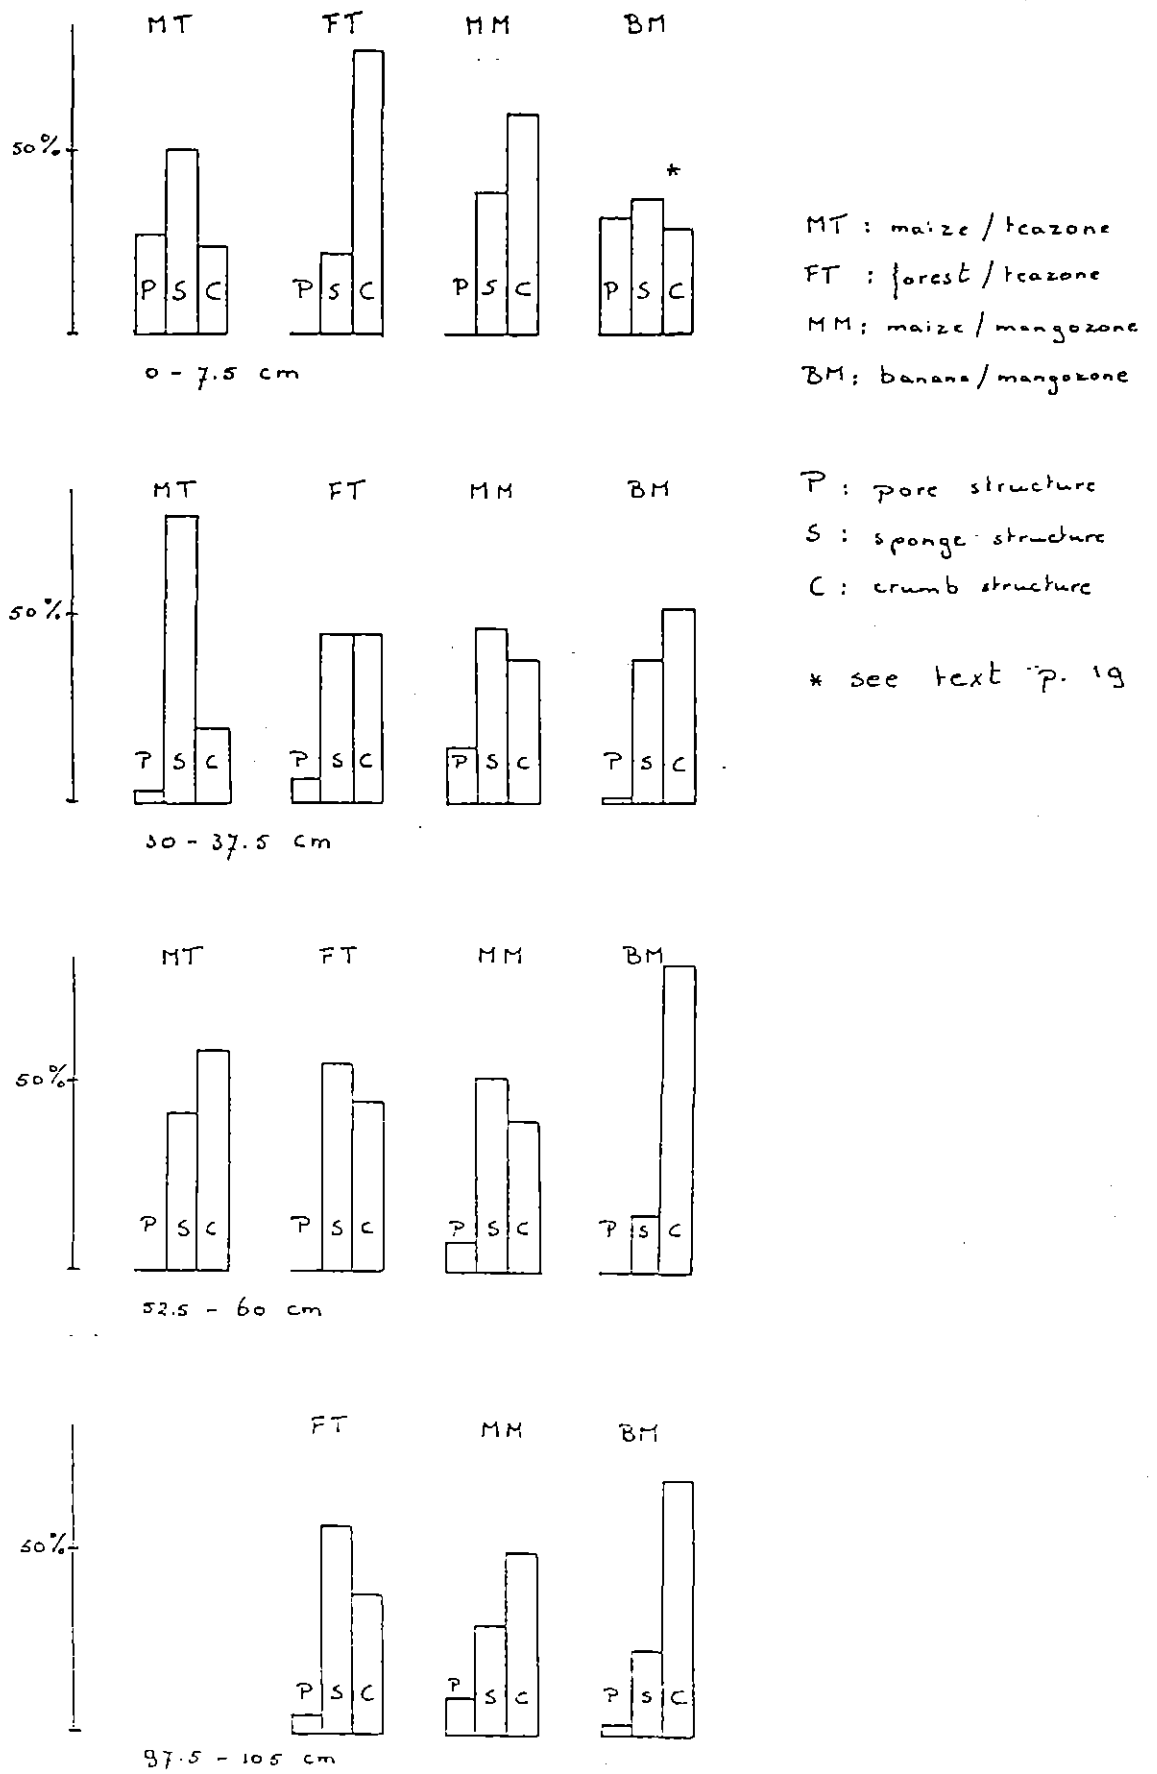 MT FT MM BM
50%
*
P S C P S C P S C P S C
0 - 7.5 cm
MT : maize / teazone
FT : forest / teazone
MM : maize / mangozone
BM : banana / mangozone
P : pore structure
S : sponge structure
C : crumb structure
* see text p. 19
MT FT MM BM
50%
P S C P S C P S C P S C
30 - 37.5 cm
MT FT MM BM
50%
P S C P S C P S C P S C
52.5 - 60 cm
FT MM BM
50%
P S C P S C P S C
97.5 - 105 cm